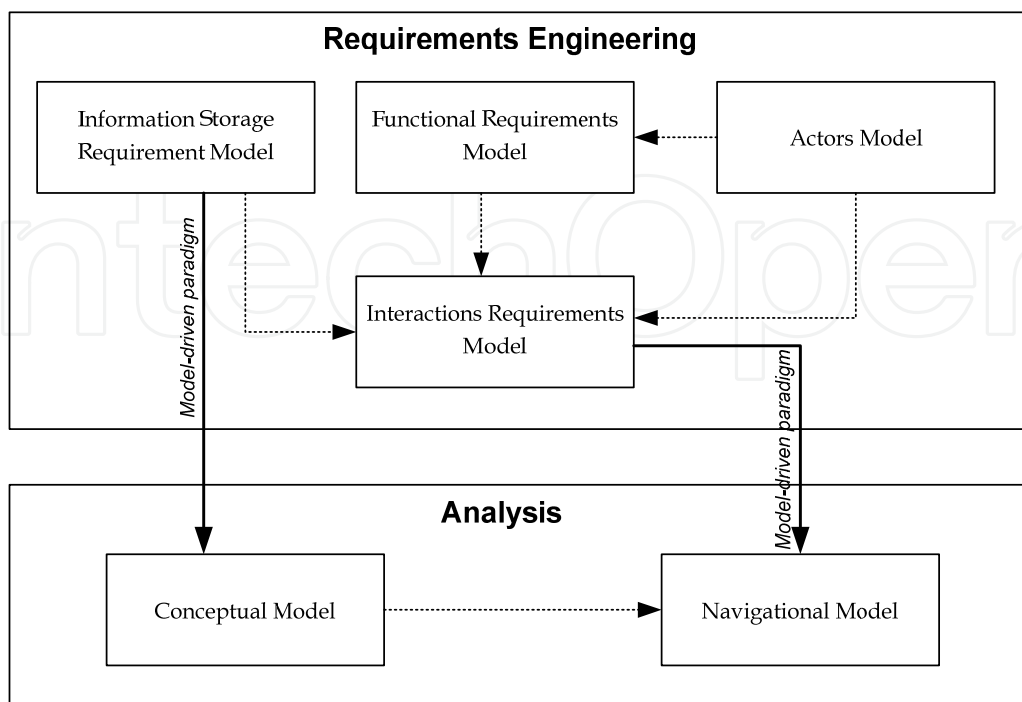 Requirements Engineering
Information Storage
Requirement Model
Functional Requirements
Model
Actors Model
Model-driven paradigm
Interactions Requirements
Model
Model-driven paradigm
Analysis
Conceptual Model
Navigational Model
ntechOpen